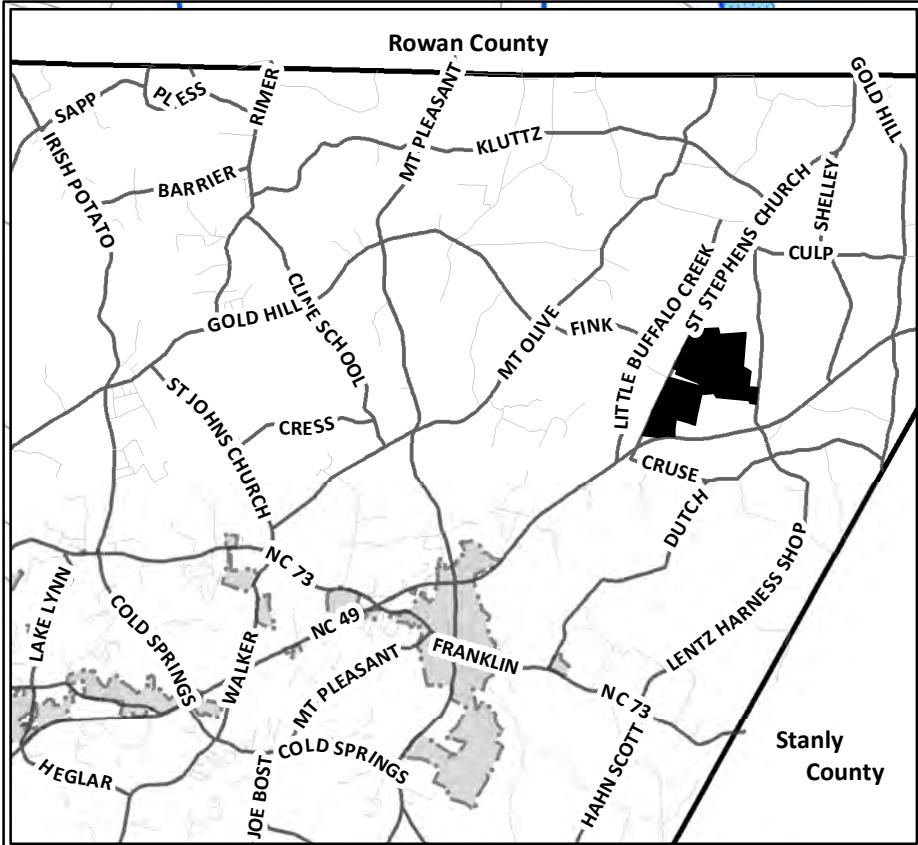 Rowan County
GOLD HILL
SAPP
PLESS
RIMER
MT PLEASANT
KLUTTZ
IRISH POTATO
BARRIER
ST STEPHENS CHURCH
SHELLEY
CULP
LITTLE BUFFALO CREEK
CLINE SCHOOL
GOLD HILL
MT OLIVE
FINK
ST JOHNS CHURCH
CRESS
CRUSE
DUTCH
NC 73
LAKE LYNN
COLD SPRINGS
WALKER
NC 49
MT PLEASANT
FRANKLIN
LENTZ HARNESS SHOP
NC 73
HAHN SCOTT
Stanly
County
HEGLAR
JOE BOST
COLD SPRINGS